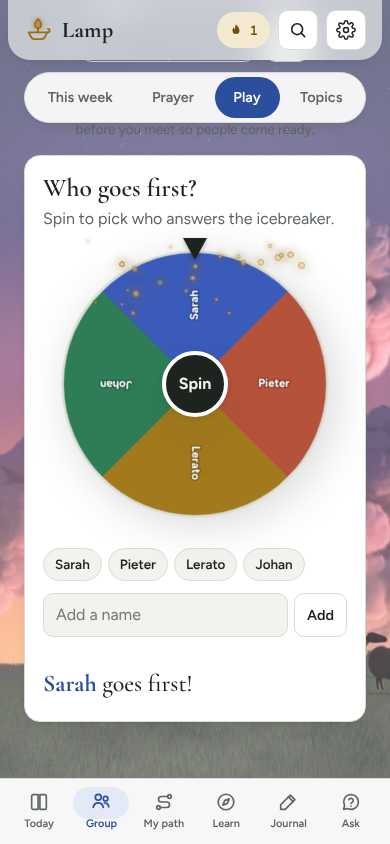 Lamp
1
This week
Prayer
Play
Topics
before you meet so people come ready.
Who goes first?
Spin to pick who answers the icebreaker.
Sarah
Johan
Spin
Pieter
Lerato
Sarah
Pieter
Lerato
Johan
Add a name
Add
Sarah goes first!
Today
Group
My path
Learn
Journal
Ask